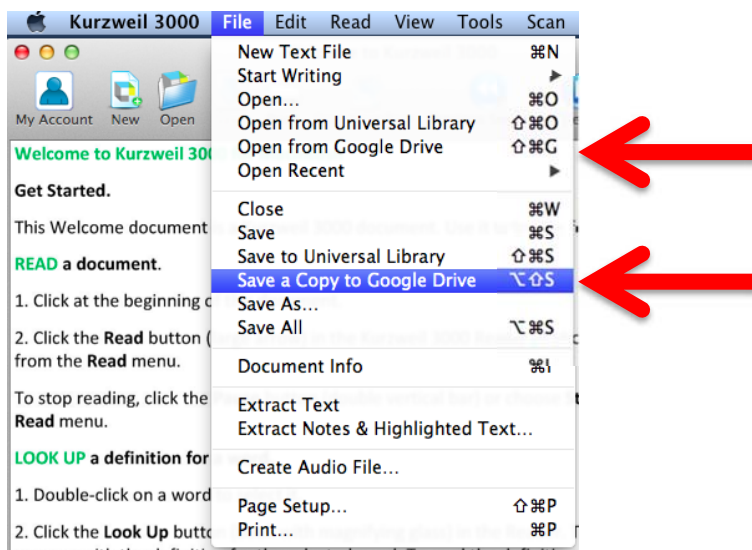 Kurzweil 3000 File Edit Read View Tools Scan
My Account New Open
New Text File ⌘N
Start Writing ▶
Open... ⌘O
Open from Universal Library ⇧⌘O
Open from Google Drive ⇧⌘G
Open Recent ▶
Close ⌘W
Save ⌘S
Save to Universal Library ⇧⌘S
Save a Copy to Google Drive ⌥⇧S
Save As...
Save All ⌥⌘S
Document Info ⌘I
Extract Text
Extract Notes & Highlighted Text...
Create Audio File...
Page Setup... ⇧⌘P
Print... ⌘P
Welcome to Kurzweil 300
Get Started.
This Welcome document
READ a document.
1. Click at the beginning
2. Click the Read button (
from the Read menu.
To stop reading, click the
Read menu.
LOOK UP a definition for
1. Double-click on a word
2. Click the Look Up